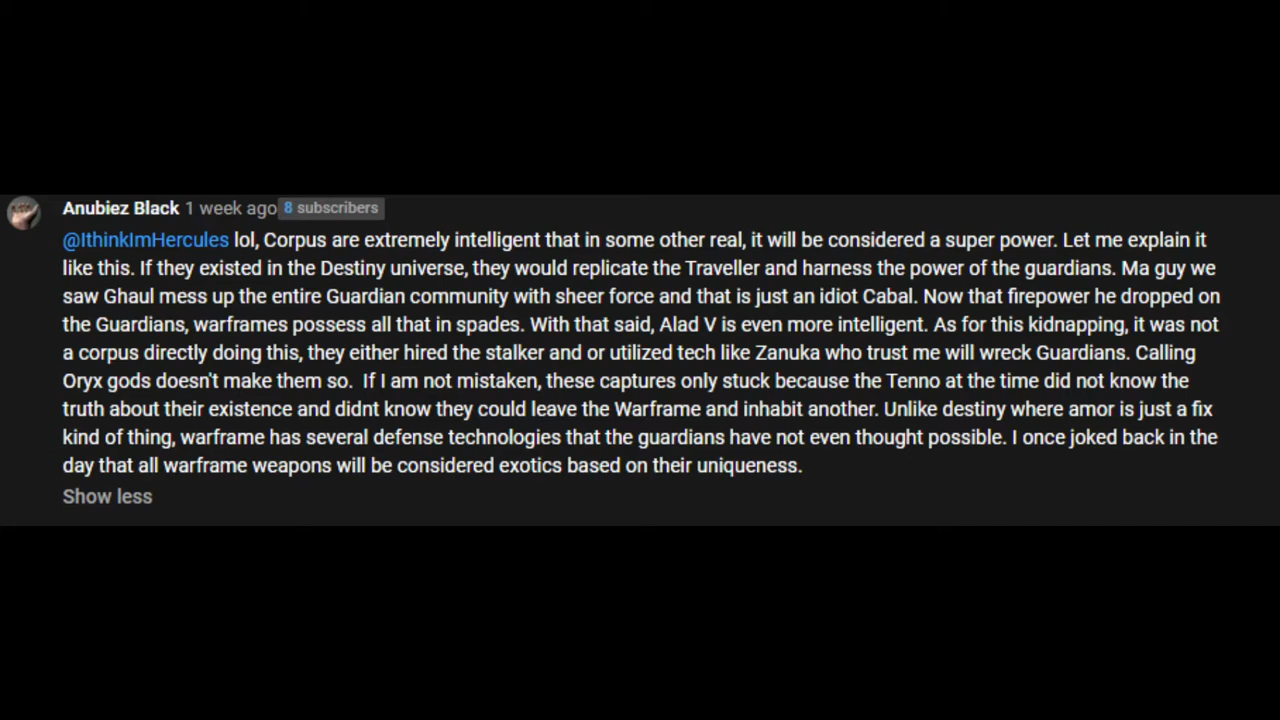 Anubiez Black 1 week ago 8 subscribers
@IthinkImHercules lol, Corpus are extremely intelligent that in some other real, it will be considered a super power. Let me explain it
like this. If they existed in the Destiny universe, they would replicate the Traveller and harness the power of the guardians. Ma guy we
saw Ghaul mess up the entire Guardian community with sheer force and that is just an idiot Cabal. Now that firepower he dropped on
the Guardians, warframes possess all that in spades. With that said, Alad V is even more intelligent. As for this kidnapping, it was not
a corpus directly doing this, they either hired the stalker and or utilized tech like Zanuka who trust me will wreck Guardians. Calling
Oryx gods doesn't make them so.  If I am not mistaken, these captures only stuck because the Tenno at the time did not know the
truth about their existence and didnt know they could leave the Warframe and inhabit another. Unlike destiny where amor is just a fix
kind of thing, warframe has several defense technologies that the guardians have not even thought possible. I once joked back in the
day that all warframe weapons will be considered exotics based on their uniqueness.
Show less